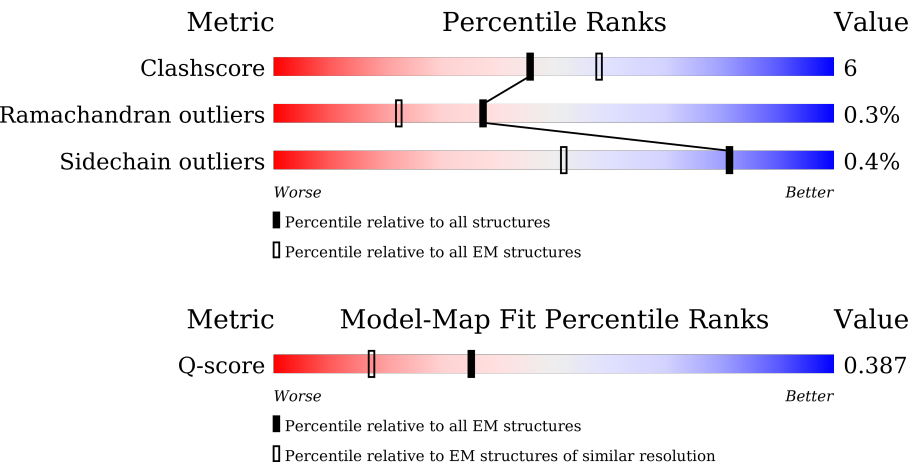 Metric Percentile Ranks Value
Clashscore 6
Ramachandran outliers 0.3%
Sidechain outliers 0.4%
Worse Better
Percentile relative to all structures
Percentile relative to all EM structures
Metric Model-Map Fit Percentile Ranks Value
Q-score 0.387
Worse Better
Percentile relative to all EM structures
Percentile relative to EM structures of similar resolution